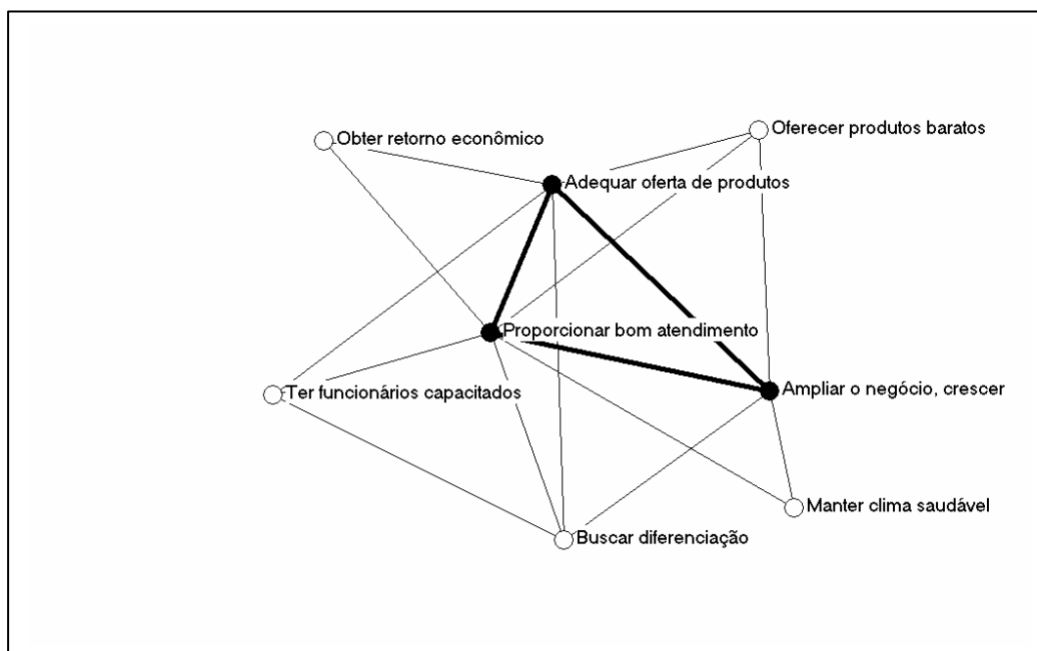 Obter retorno econômico
Oferecer produtos baratos
Adequar oferta de produtos
Proporcionar bom atendimento
Ter funcionários capacitados
Ampliar o negócio, crescer
Manter clima saudável
Buscar diferenciação